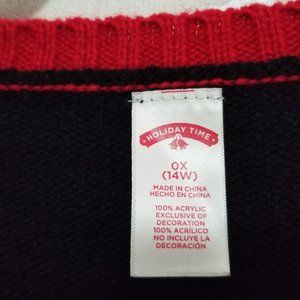 • HOLIDAY TIME •
0X
(14W)
MADE IN CHINA
HECHO EN CHINA
100% ACRYLIC
EXCLUSIVE OF
DECORATION
100% ACRÍLICO
NO INCLUYE LA
DECORACIÓN